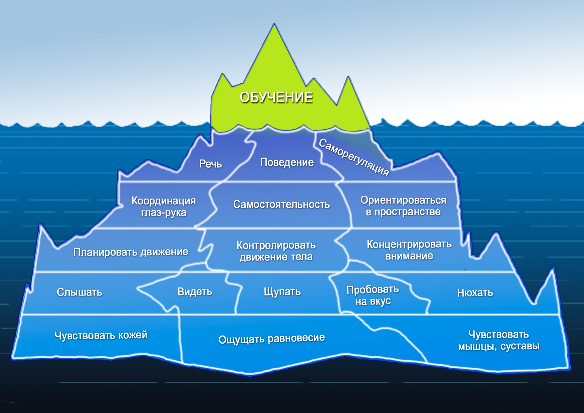 ОБУЧЕНИЕ
Речь
Поведение
Саморегуляция
Координация
глаз-рука
Самостоятельность
Ориентироваться
в пространстве
Планировать движение
Контролировать
движение тела
Концентрировать
внимание
Слышать
Видеть
Щупать
Пробовать
на вкус
Нюхать
Чувствовать кожей
Ощущать равновесие
Чувствовать
мышцы, суставы